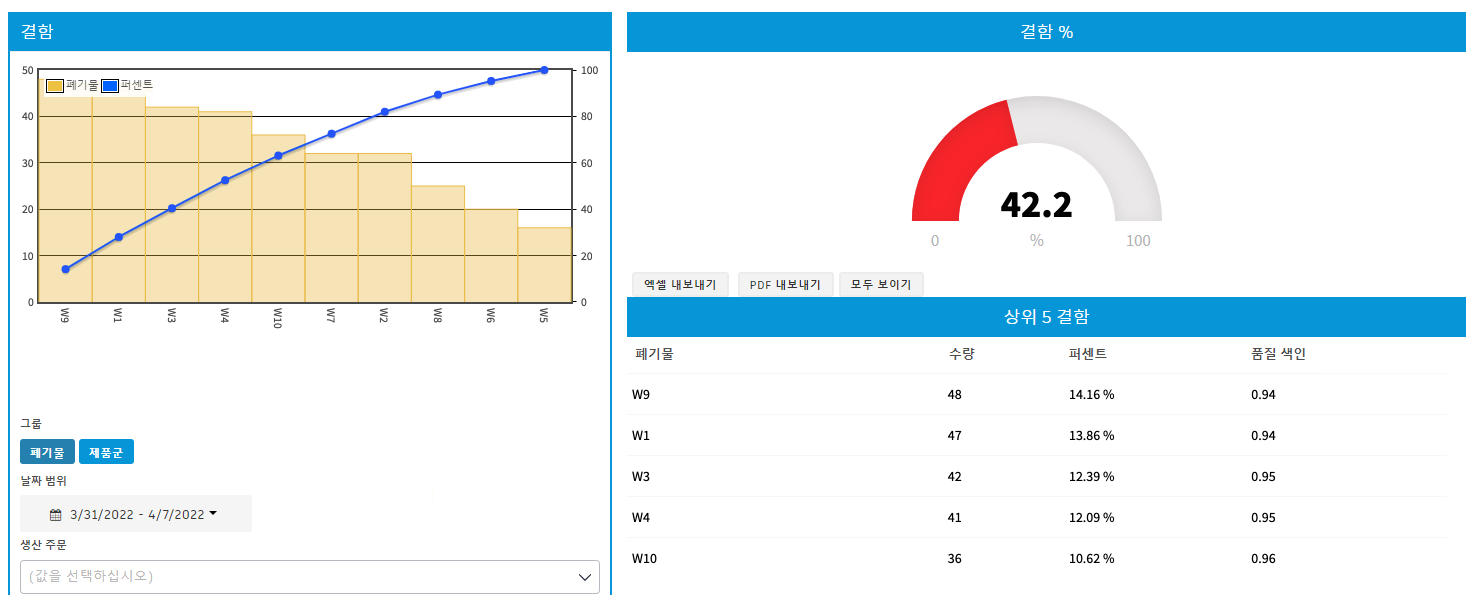 결함
폐기물 퍼센트
50
40
30
20
10
0
100
80
60
40
20
0
W9 W1 W3 W4 W10 W7 W2 W8 W6 W5
그룹
폐기물 제품군
날짜 범위
3/31/2022 - 4/7/2022
생산 주문
(값을 선택하십시오)
결함 %
42.2
0 % 100
엑셀 내보내기 PDF 내보내기 모두 보이기
상위 5 결함
폐기물 수량 퍼센트 품질 색인
W9 48 14.16 % 0.94
W1 47 13.86 % 0.94
W3 42 12.39 % 0.95
W4 41 12.09 % 0.95
W10 36 10.62 % 0.96